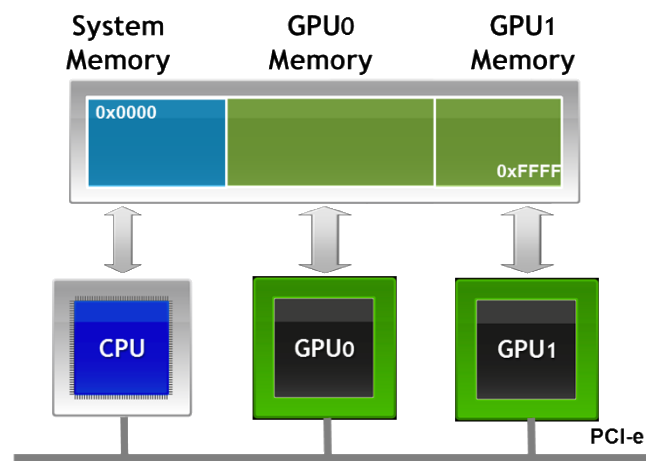 System
Memory
GPU0
Memory
GPU1
Memory
0x0000
0xFFFF
CPU
GPU0
GPU1
PCI-e